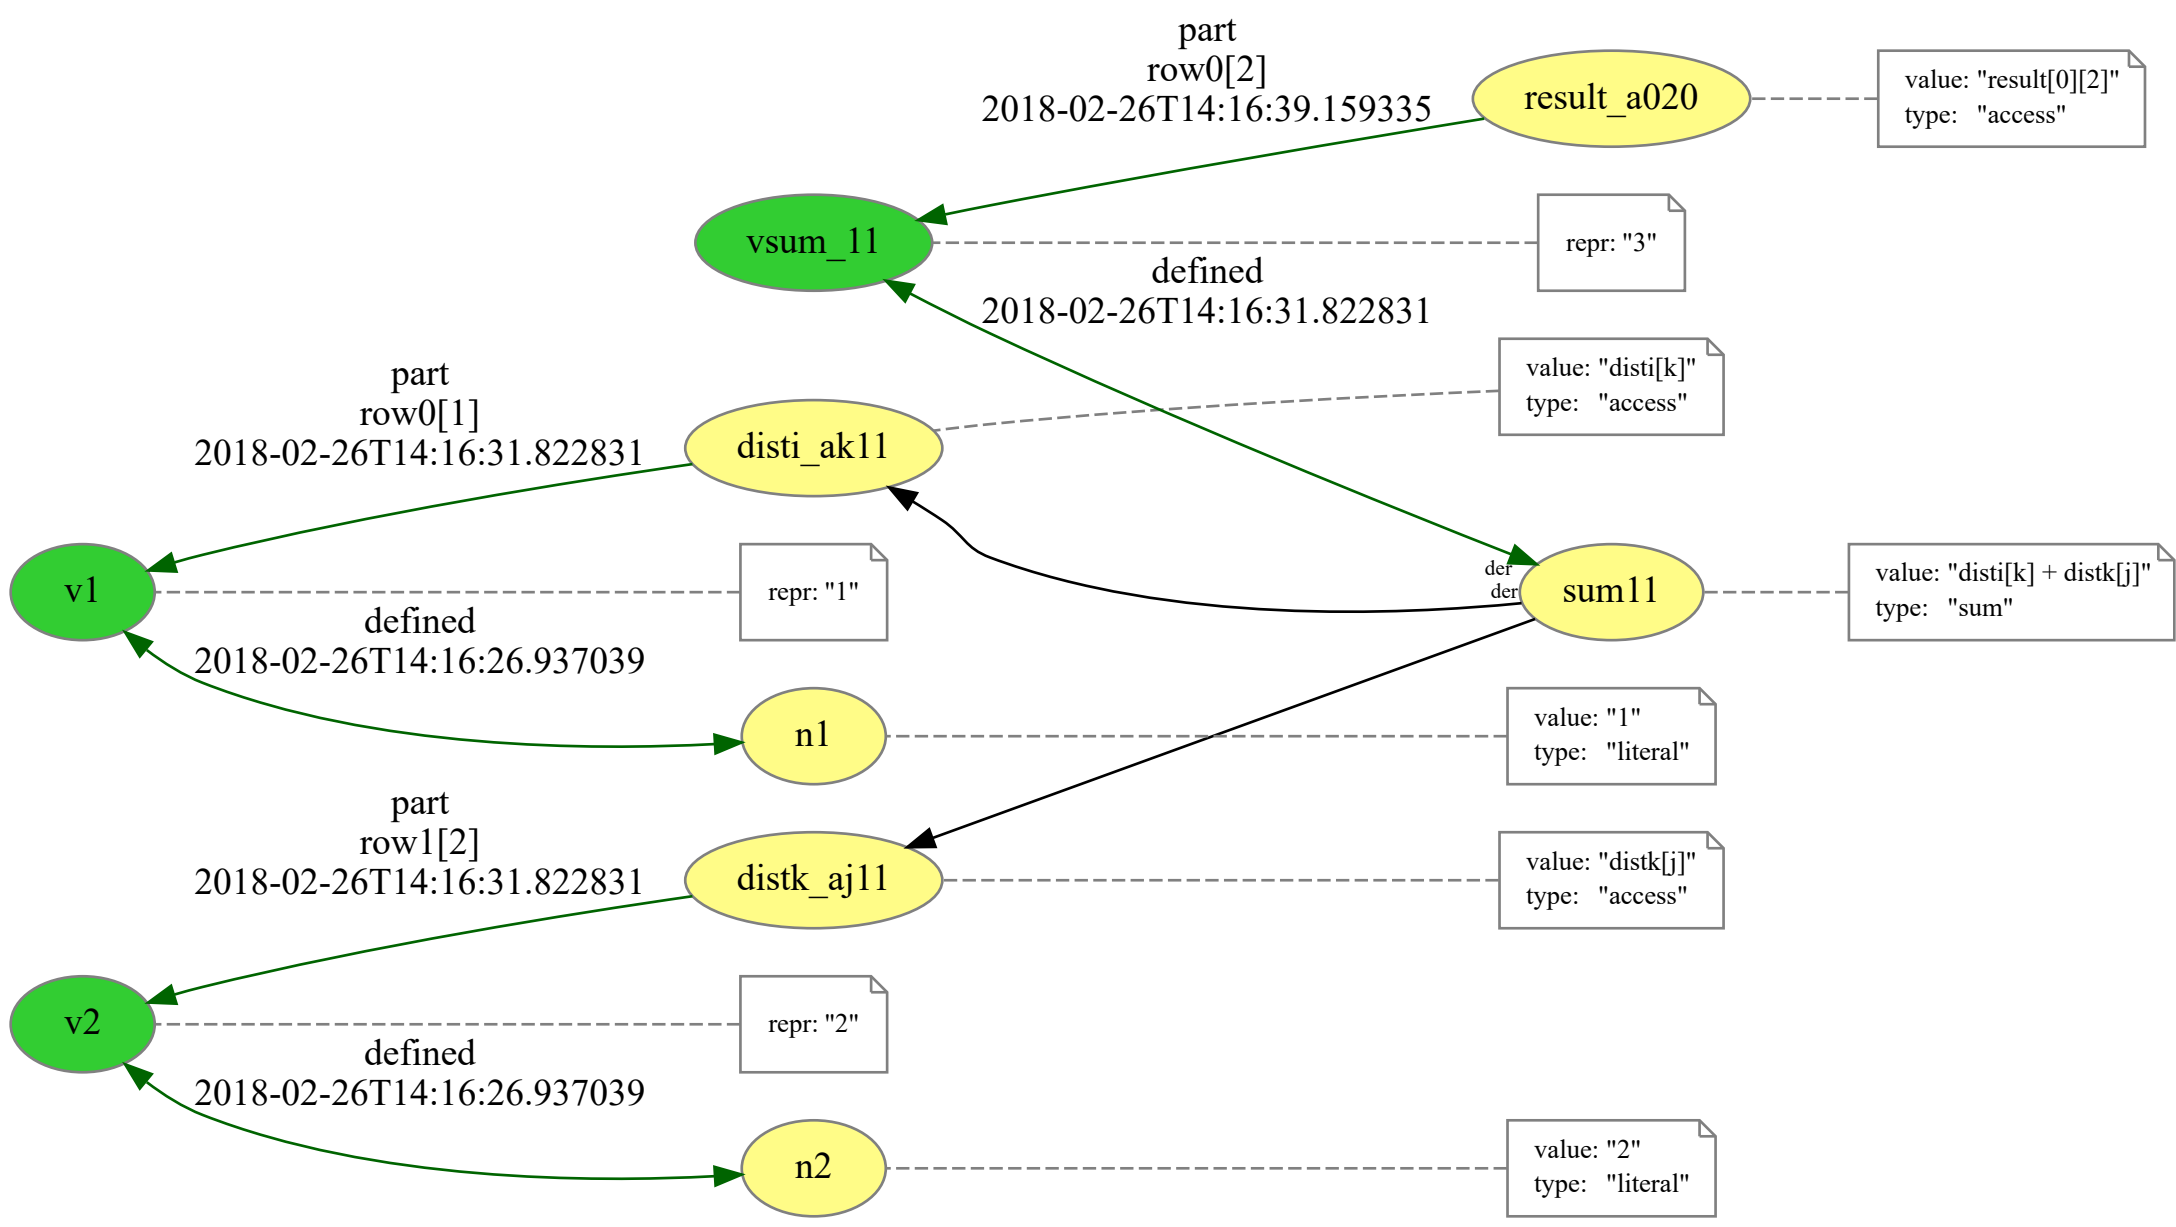 part
row0[2]
2018-02-26T14:16:39.159335
result_a020
value: "result[0][2]"
type: "access"
vsum_11
repr: "3"
defined
2018-02-26T14:16:31.822831
value: "disti[k]"
type: "access"
part
row0[1]
2018-02-26T14:16:31.822831
disti_ak11
v1
repr: "1"
der
der
sum11
value: "disti[k] + distk[j]"
type: "sum"
defined
2018-02-26T14:16:26.937039
n1
value: "1"
type: "literal"
part
row1[2]
2018-02-26T14:16:31.822831
distk_aj11
value: "distk[j]"
type: "access"
v2
repr: "2"
defined
2018-02-26T14:16:26.937039
n2
value: "2"
type: "literal"